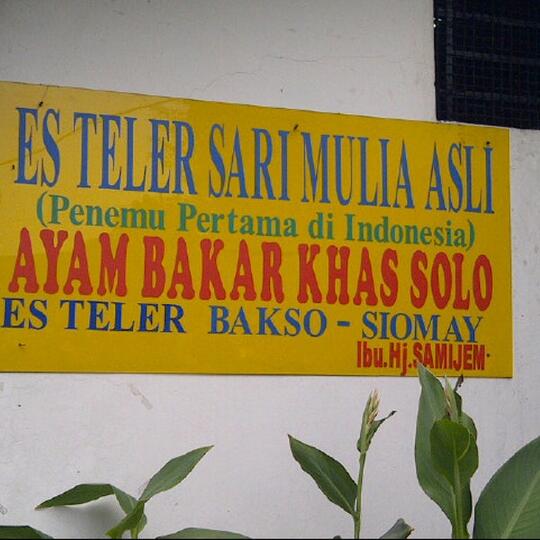 ES TELER SARI MULIA ASLI
(Penemu Pertama di Indonesia)
AYAM BAKAR KHAS SOLO
ES TELER BAKSO - SIOMAY
Ibu.Hj.SAMIJEM